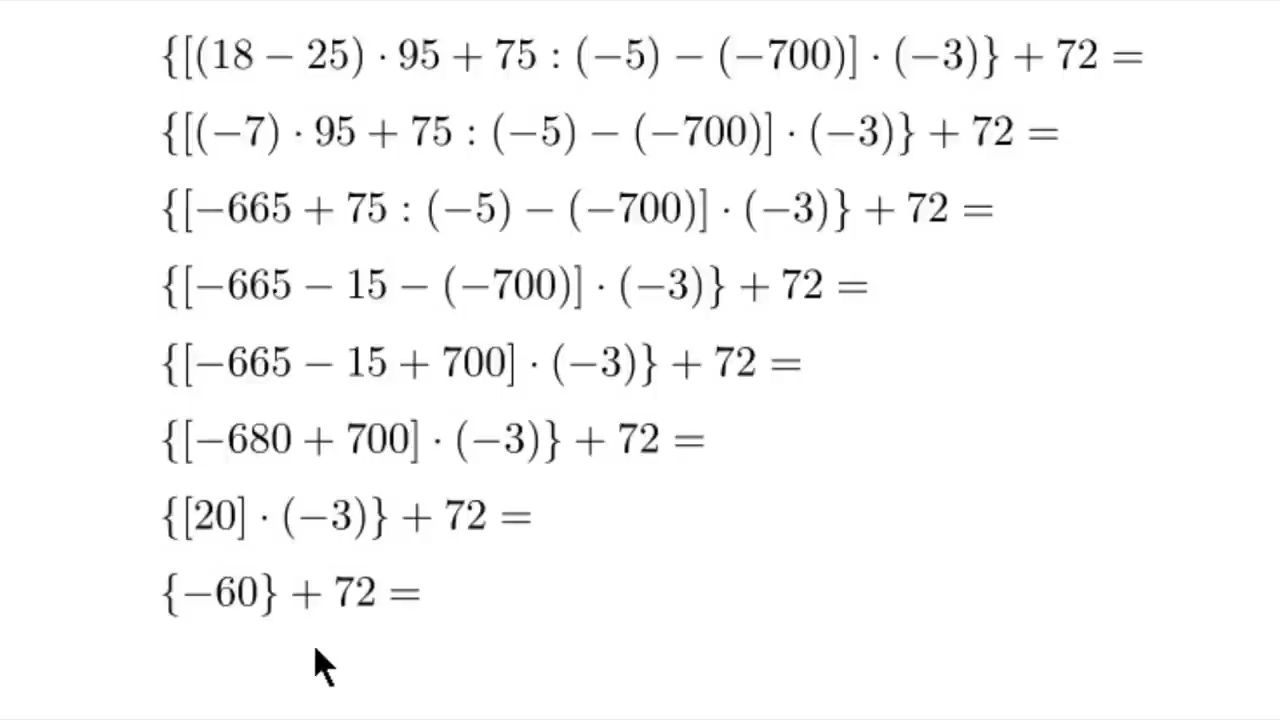 {[(18 − 25) · 95 + 75 : (−5) − (−700)] · (−3)} + 72 =
{[(−7) · 95 + 75 : (−5) − (−700)] · (−3)} + 72 =
{[−665 + 75 : (−5) − (−700)] · (−3)} + 72 =
{[−665 − 15 − (−700)] · (−3)} + 72 =
{[−665 − 15 + 700] · (−3)} + 72 =
{[−680 + 700] · (−3)} + 72 =
{[20] · (−3)} + 72 =
{−60} + 72 =